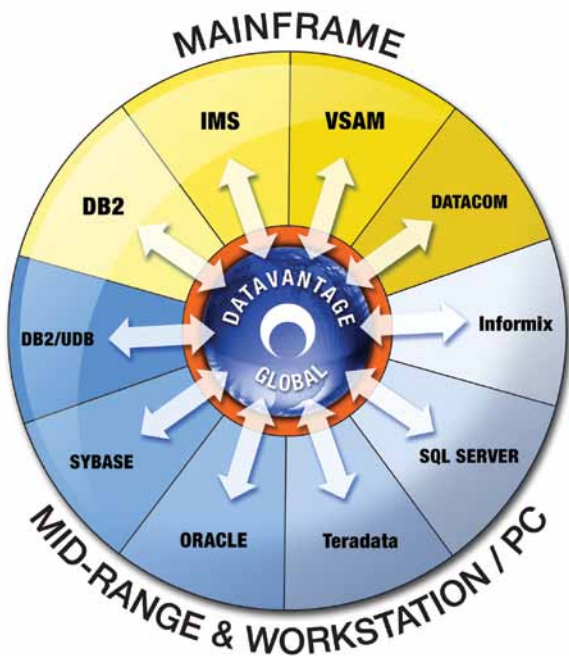 MAINFRAME
IMS
VSAM
DB2
DATACOM
DATAVANTAGE
GLOBAL
DB2/UDB
Informix
SYBASE
SQL SERVER
ORACLE
Teradata
MID-RANGE & WORKSTATION / PC